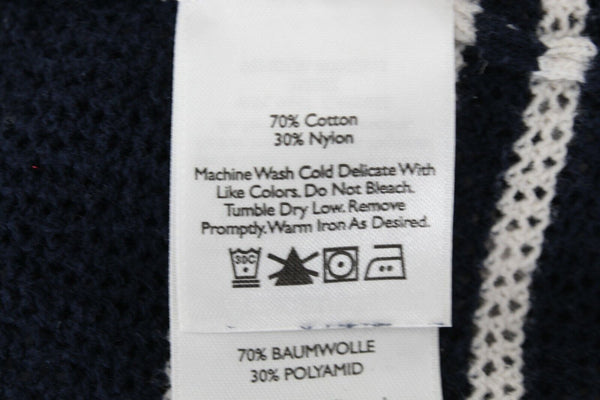 70% Cotton
30% Nylon
Machine Wash Cold Delicate With
Like Colors. Do Not Bleach.
Tumble Dry Low. Remove
Promptly. Warm Iron As Desired.
30C
70% BAUMWOLLE
30% POLYAMID